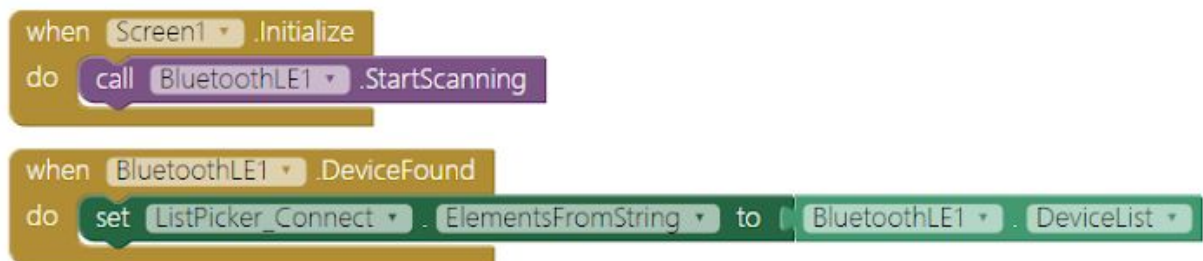 when Screen1 .Initialize
do call BluetoothLE1 .StartScanning
when BluetoothLE1 .DeviceFound
do set ListPicker_Connect . ElementsFromString to BluetoothLE1 . DeviceList